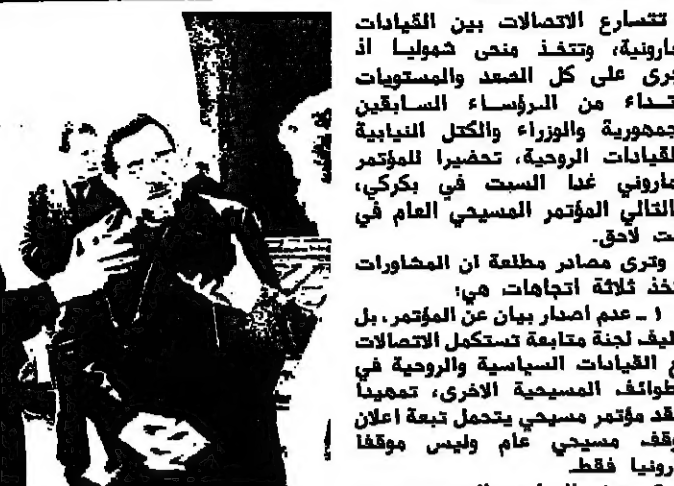 تتسارع الاتصالات بين القيادات
ارونية، وتتخذ منحى شموليا اذ
جرى على كل الصعد والمستويات
تداء من الرؤساء السابقين
جمهورية والوزراء والكتل النيابية
لقيادات الروحية، تحضيرا للمؤتمر
ماروني غدا السبت في بكركي،
التالي المؤتمر المسيحي العام في
ت لاحق.
وترى مصادر مطلعة ان المشاورات
تخذ ثلاثة اتجاهات هي:
١ ـ عدم اصدار بيان عن المؤتمر، بل
ليف لجنة متابعة تستكمل الاتصالات
ع القيادات السياسية والروحية في
طوائف المسيحية الاخرى، تمهيدا
قد مؤتمر مسيحي يتحمل تبعة اعلان
وقف مسيحي عام وليس موقفا
رونيا فقط